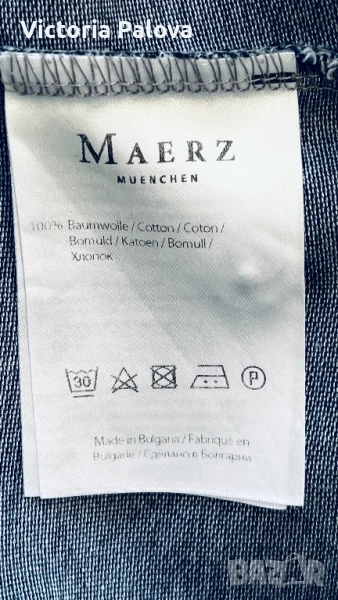 Victoria Palova
MAERZ
MUENCHEN
100% Baumwolle / Cotton / Coton /
Bomuld / Katoen / Bomull /
Хлопок
30
P
Made in Bulgaria / Fabriqué en
Bulgarie / Сделано в Болгарии
BAZAR